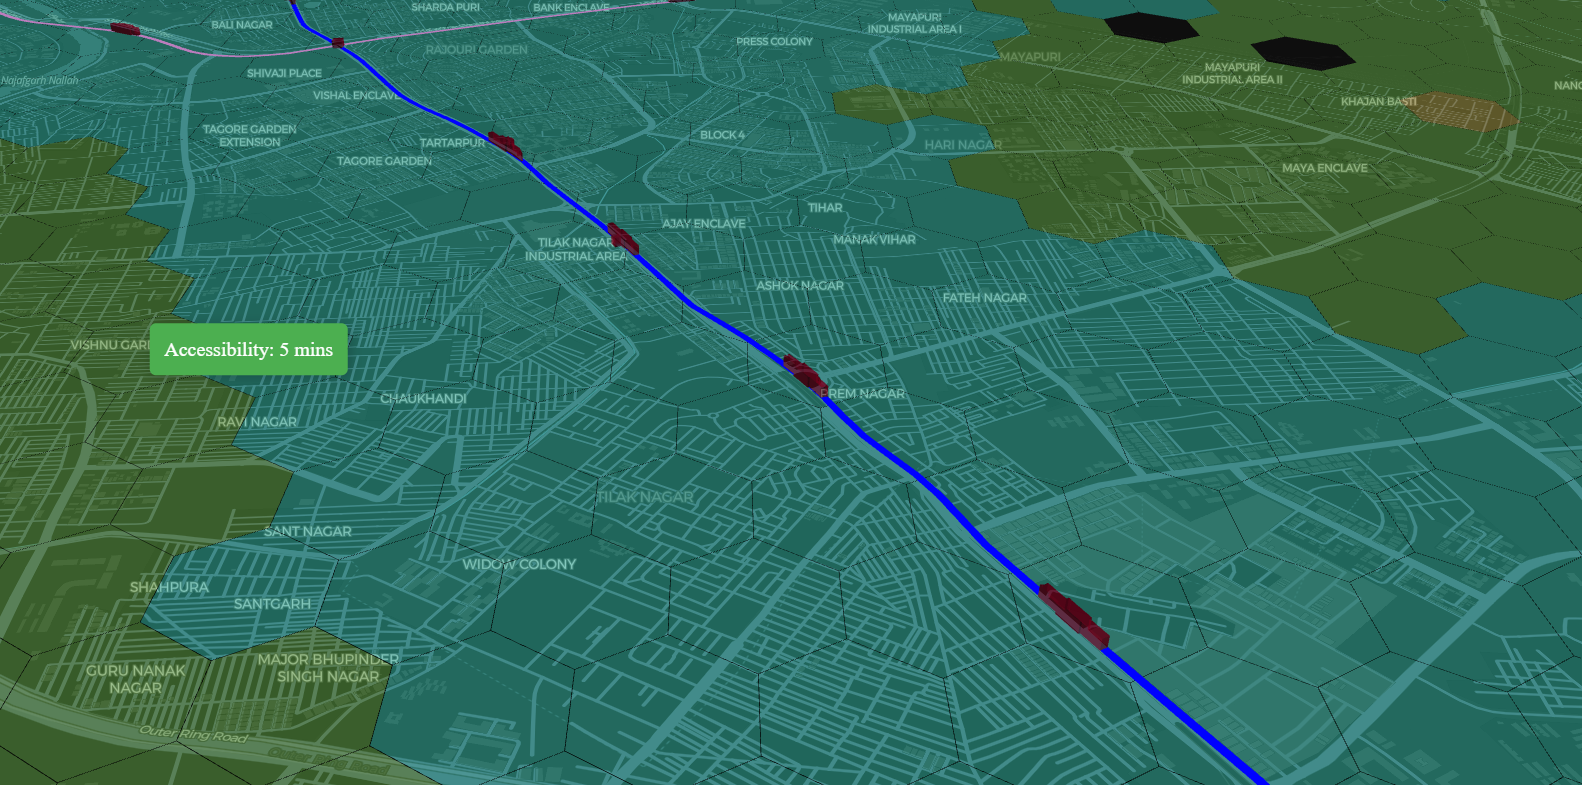 SHARDA PURI
BANK ENCLAVE
BALI NAGAR
MAYAPURI
INDUSTRIAL AREA I
RAJOURI GARDEN
PRESS COLONY
MAYAPURI
SHIVAJI PLACE
Najafgarh Nallah
MAYAPURI
INDUSTRIAL AREA II
NANG
VISHAL ENCLAVE
KHAJAN BASTI
TAGORE GARDEN
EXTENSION
TARTARPUR
BLOCK 4
HARI NAGAR
TAGORE GARDEN
MAYA ENCLAVE
TIHAR
AJAY ENCLAVE
TILAK NAGAR
INDUSTRIAL AREA
MANAK VIHAR
ASHOK NAGAR
FATEH NAGAR
VISHNU GAR
Accessibility: 5 mins
CHAUKHANDI
PREM NAGAR
RAVI NAGAR
TILAK NAGAR
SANT NAGAR
WIDOW COLONY
SHAHPURA
SANTGARH
GURU NANAK
NAGAR
MAJOR BHUPINDER
SINGH NAGAR
Outer Ring Road
Outer Ring Road